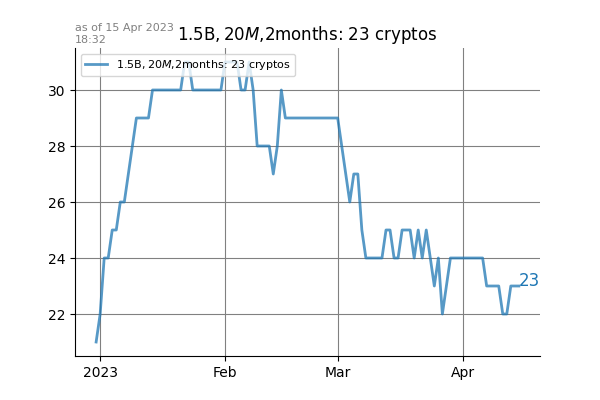 as of 15 Apr 2023
18:32
1.5B, 20M,2months: 23 cryptos
1.5B, 20M,2months: 23 cryptos
30
28
26
24
22
23
2023
Feb
Mar
Apr